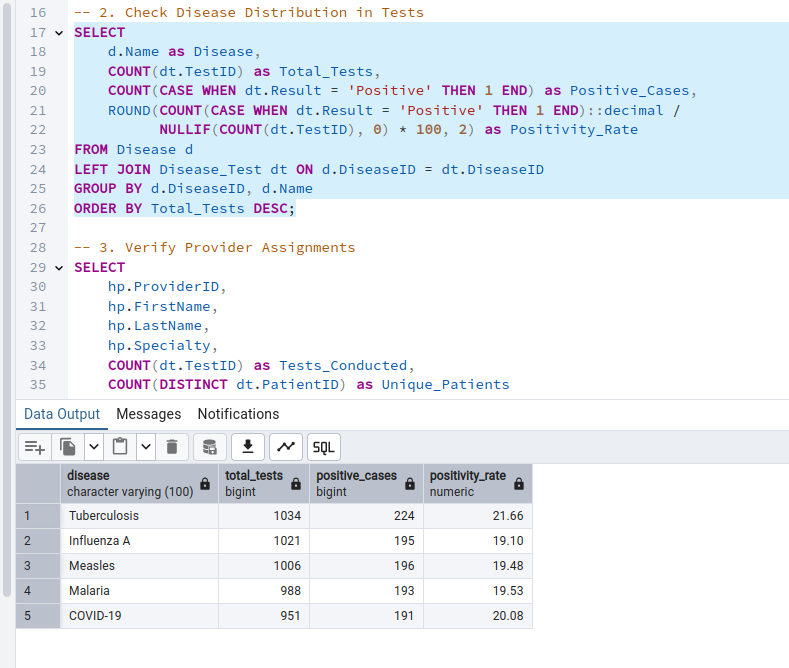 16 -- 2. Check Disease Distribution in Tests
17 SELECT
18 d.Name as Disease,
19 COUNT(dt.TestID) as Total_Tests,
20 COUNT(CASE WHEN dt.Result = 'Positive' THEN 1 END) as Positive_Cases,
21 ROUND(COUNT(CASE WHEN dt.Result = 'Positive' THEN 1 END)::decimal /
22 NULLIF(COUNT(dt.TestID), 0) * 100, 2) as Positivity_Rate
23 FROM Disease d
24 LEFT JOIN Disease_Test dt ON d.DiseaseID = dt.DiseaseID
25 GROUP BY d.DiseaseID, d.Name
26 ORDER BY Total_Tests DESC;
27
28 -- 3. Verify Provider Assignments
29 SELECT
30 hp.ProviderID,
31 hp.FirstName,
32 hp.LastName,
33 hp.Specialty,
34 COUNT(dt.TestID) as Tests_Conducted,
35 COUNT(DISTINCT dt.PatientID) as Unique_Patients
Data Output Messages Notifications
SQL
disease total_tests positive_cases positivity_rate
character varying (100) bigint bigint numeric
1 Tuberculosis 1034 224 21.66
2 Influenza A 1021 195 19.10
3 Measles 1006 196 19.48
4 Malaria 988 193 19.53
5 COVID-19 951 191 20.08